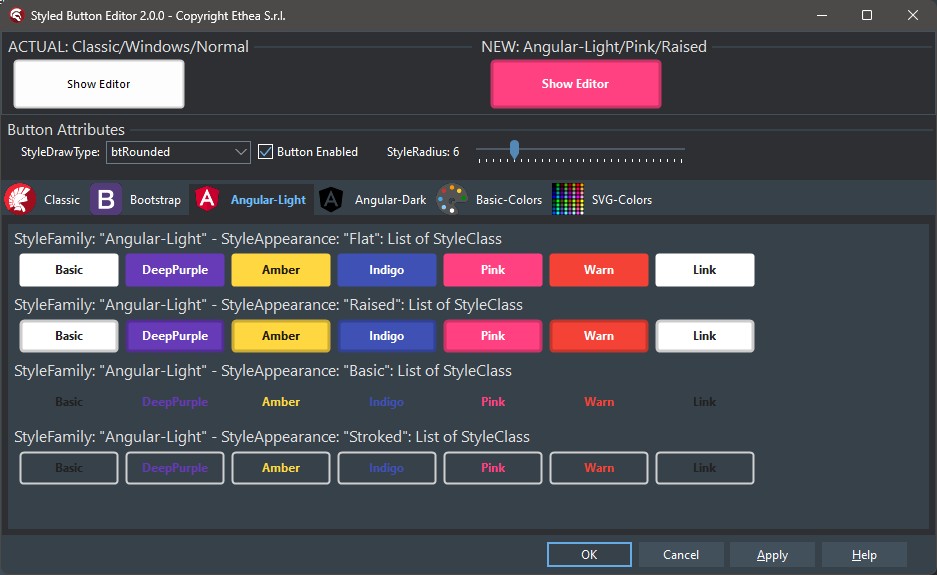 Styled Button Editor 2.0.0 - Copyright Ethea S.r.l.
ACTUAL: Classic/Windows/Normal NEW: Angular-Light/Pink/Raised
Show Editor Show Editor
Button Attributes
StyleDrawType: btRounded Button Enabled StyleRadius: 6
Classic B Bootstrap A Angular-Light A Angular-Dark Basic-Colors SVG-Colors
StyleFamily: "Angular-Light" - StyleAppearance: "Flat": List of StyleClass
Basic DeepPurple Amber Indigo Pink Warn Link
StyleFamily: "Angular-Light" - StyleAppearance: "Raised": List of StyleClass
Basic DeepPurple Amber Indigo Pink Warn Link
StyleFamily: "Angular-Light" - StyleAppearance: "Basic": List of StyleClass
Basic DeepPurple Amber Indigo Pink Warn Link
StyleFamily: "Angular-Light" - StyleAppearance: "Stroked": List of StyleClass
Basic DeepPurple Amber Indigo Pink Warn Link
OK Cancel Apply Help